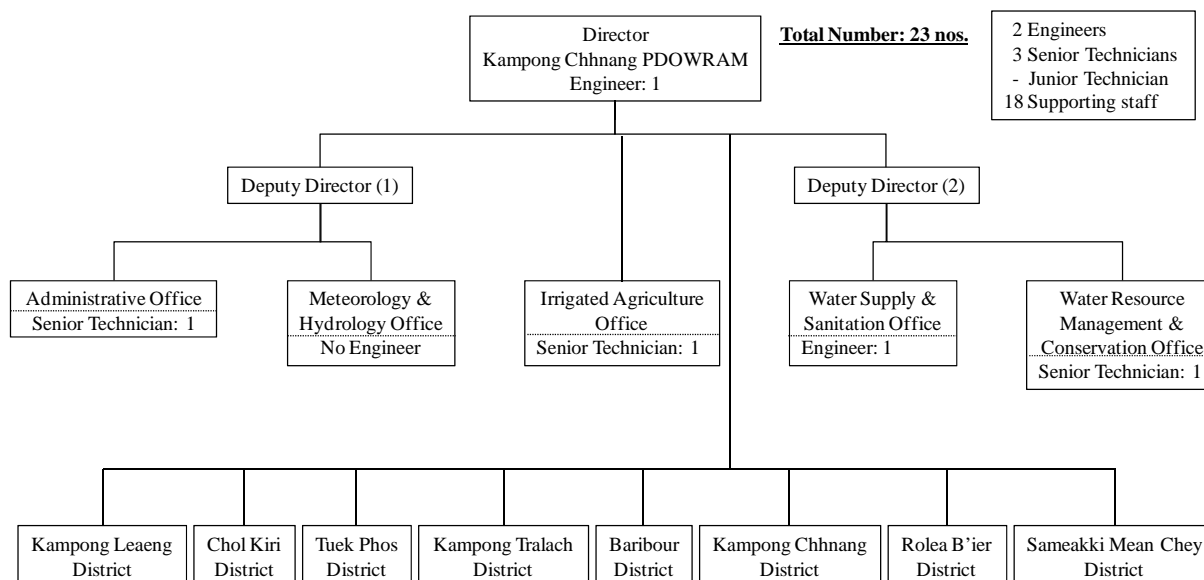 Director
Kampong Chhnang PDOWRAM
Engineer: 1
Total Number: 23 nos.
2 Engineers
3 Senior Technicians
- Junior Technician
18 Supporting staff
Deputy Director (1)
Deputy Director (2)
Administrative Office
Senior Technician: 1
Meteorology &
Hydrology Office
No Engineer
Irrigated Agriculture
Office
Senior Technician: 1
Water Supply &
Sanitation Office
Engineer: 1
Water Resource
Management &
Conservation Office
Senior Technician: 1
Kampong Leaeng
District
Chol Kiri
District
Tuek Phos
District
Kampong Tralach
District
Baribour
District
Kampong Chhnang
District
Rolea B'ier
District
Sameakki Mean Chey
District